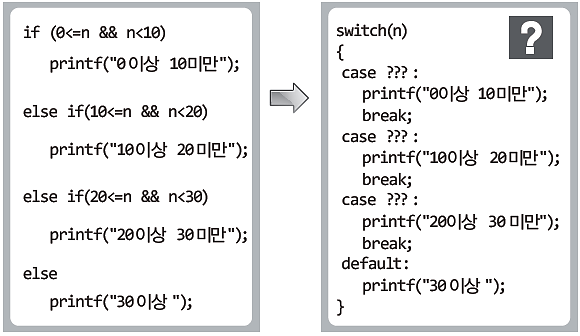 if (0<=n && n<10)
printf("0이상 10미만");
else if(10<=n && n<20)
printf("10이상 20미만");
else if(20<=n && n<30)
printf("20이상 30미만");
else
printf("30이상 ");
switch(n)
{
case ??? :
printf("0이상 10미만");
break;
case ??? :
printf("10이상 20미만");
break;
case ??? :
printf("20이상 30미만");
break;
default:
printf("30이상 ");
}
?